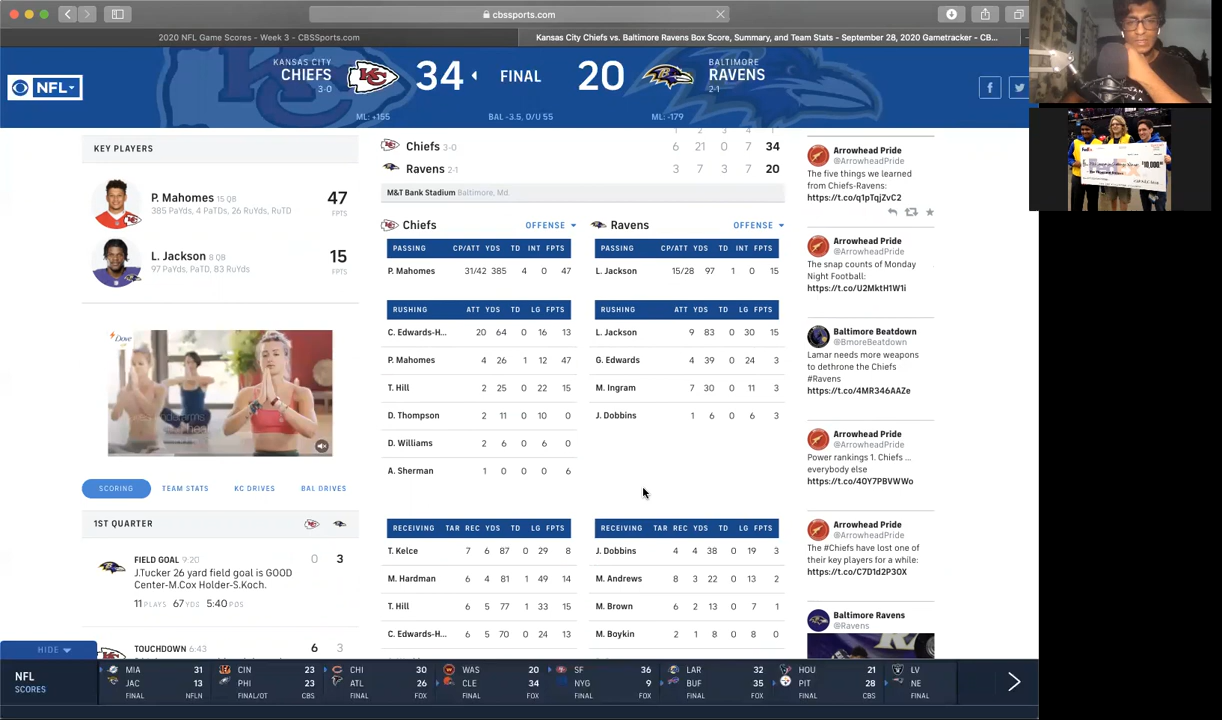 cbssports.com
2020 NFL Game Scores - Week 3 - CBSSports.com
Kansas City Chiefs vs. Baltimore Ravens Box Score, Summary, and Team Stats - September 28, 2020 Gametracker - CB...
NFL
KANSAS CITY
CHIEFS
3-0
34
FINAL
20
BALTIMORE
RAVENS
2-1
ML: +155
BAL -3.5, O/U 55
ML: -179
KEY PLAYERS
P. Mahomes 15 QB
385 PaYds, 4 PaTDs, 26 RuYds, RuTD
47
FPTS
L. Jackson 8 QB
97 PaYds, PaTD, 83 RuYds
15
FPTS
Dove
SCORING
TEAM STATS
KC DRIVES
BAL DRIVES
1ST QUARTER
FIELD GOAL 9:20
0 3
J.Tucker 26 yard field goal is GOOD
Center-M.Cox Holder-S.Koch.
11 PLAYS 67 YDS 5:40 POS
TOUCHDOWN 6:43
6 3
1 2 3 4 T
Chiefs 3-0 6 21 0 7 34
Ravens 2-1 3 7 3 7 20
M&T Bank Stadium Baltimore, Md.
Chiefs
OFFENSE
PASSING CP/ATT YDS TD INT FPTS
P. Mahomes 31/42 385 4 0 47
RUSHING ATT YDS TD LG FPTS
C. Edwards-H... 20 64 0 16 13
P. Mahomes 4 26 1 12 47
T. Hill 2 25 0 22 15
D. Thompson 2 11 0 10 0
D. Williams 2 6 0 6 0
A. Sherman 1 0 0 0 6
RECEIVING TAR REC YDS TD LG FPTS
T. Kelce 7 6 87 0 29 8
M. Hardman 6 4 81 1 49 14
T. Hill 6 5 77 1 33 15
C. Edwards-H... 6 5 70 0 24 13
Ravens
OFFENSE
PASSING CP/ATT YDS TD INT FPTS
L. Jackson 15/28 97 1 0 15
RUSHING ATT YDS TD LG FPTS
L. Jackson 9 83 0 30 15
G. Edwards 4 39 0 24 3
M. Ingram 7 30 0 11 3
J. Dobbins 1 6 0 6 3
RECEIVING TAR REC YDS TD LG FPTS
J. Dobbins 4 4 38 0 19 3
M. Andrews 8 3 22 0 13 2
M. Brown 6 2 13 0 7 1
M. Boykin 2 1 8 0 8 0
Arrowhead Pride
@ArrowheadPride
The five things we learned
from Chiefs-Ravens:
https://t.co/q1pTqjZvC2
Arrowhead Pride
@ArrowheadPride
The snap counts of Monday
Night Football:
https://t.co/U2MktH1W1i
Baltimore Beatdown
@BmoreBeatdown
Lamar needs more weapons
to dethrone the Chiefs
#Ravens
https://t.co/4MR346AAZe
Arrowhead Pride
@ArrowheadPride
Power rankings 1. Chiefs ...
everybody else
https://t.co/4OY7PBVWWo
Arrowhead Pride
@ArrowheadPride
The #Chiefs have lost one of
their key players for a while:
https://t.co/C7D1d2P3OX
Baltimore Ravens
@Ravens
FedEx
$10,000.
HIDE
NFL
SCORES
MIA 31
JAC 13
FINAL NFLN
CIN 23
PHI 23
FINAL/OT CBS
CHI 30
ATL 26
FINAL FOX
WAS 20
CLE 34
FINAL FOX
SF 36
NYG 9
FINAL FOX
LAR 32
BUF 35
FINAL FOX
HOU 21
PIT 28
FINAL CBS
LV
NE
FINAL